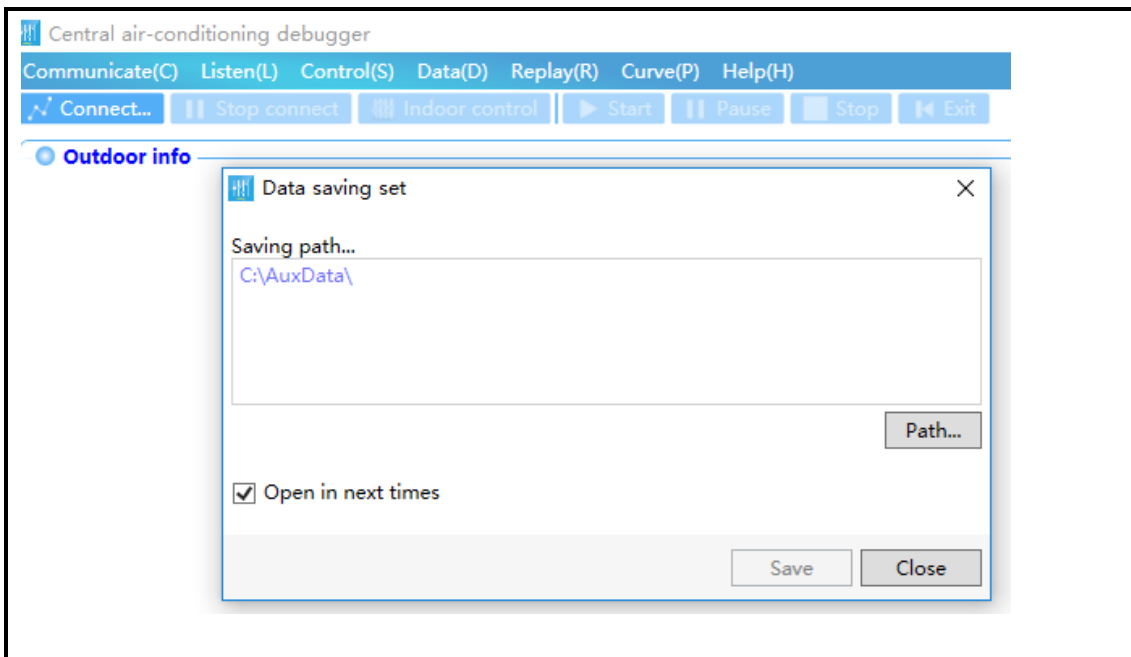 Central air-conditioning debugger
Communicate(C) Listen(L) Control(S) Data(D) Replay(R) Curve(P) Help(H)
Connect... Stop connect Indoor control Start Pause Stop Exit
Outdoor info
Data saving set
Saving path...
C:\AuxData\
Path...
Open in next times
Save Close